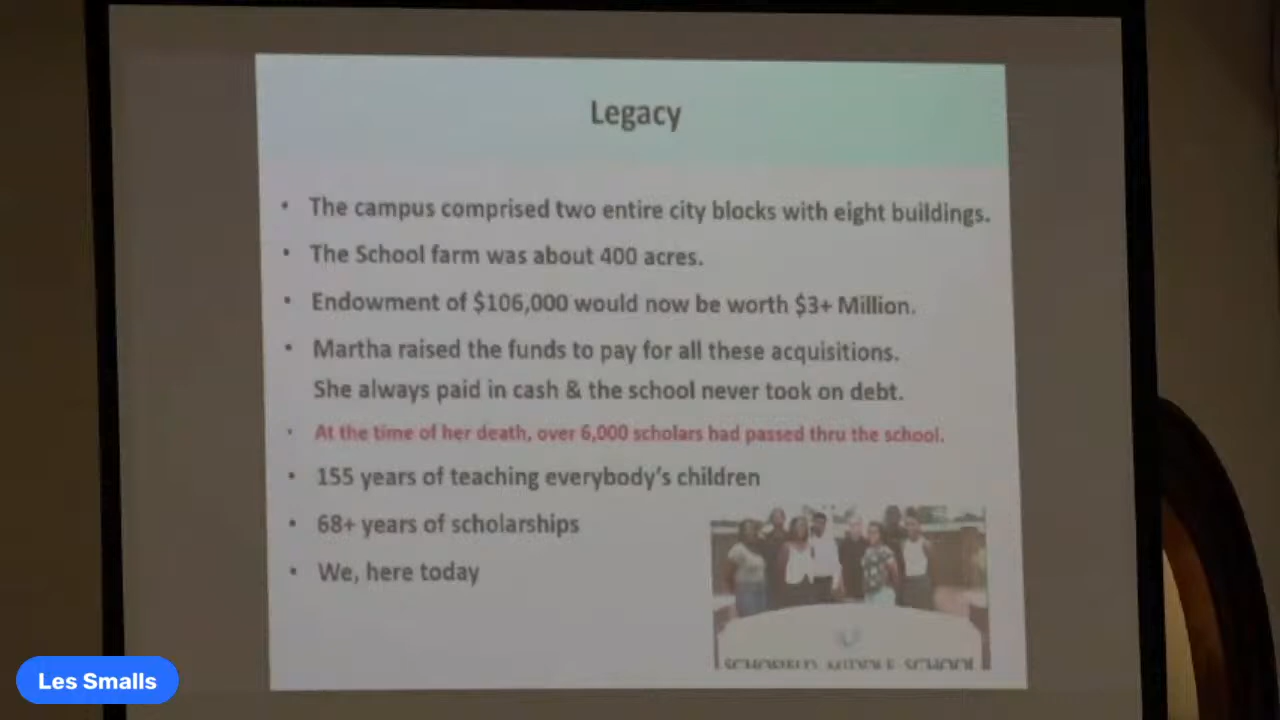 Legacy
• The campus comprised two entire city blocks with eight buildings.
• The School farm was about 400 acres.
• Endowment of $106,000 would now be worth $3+ Million.
• Martha raised the funds to pay for all these acquisitions.
She always paid in cash & the school never took on debt.
• At the time of her death, over 6,000 scholars had passed thru the school.
• 155 years of teaching everybody's children
• 68+ years of scholarships
• We, here today
SCHOFIELD MIDDLE SCHOOL
Les Smalls